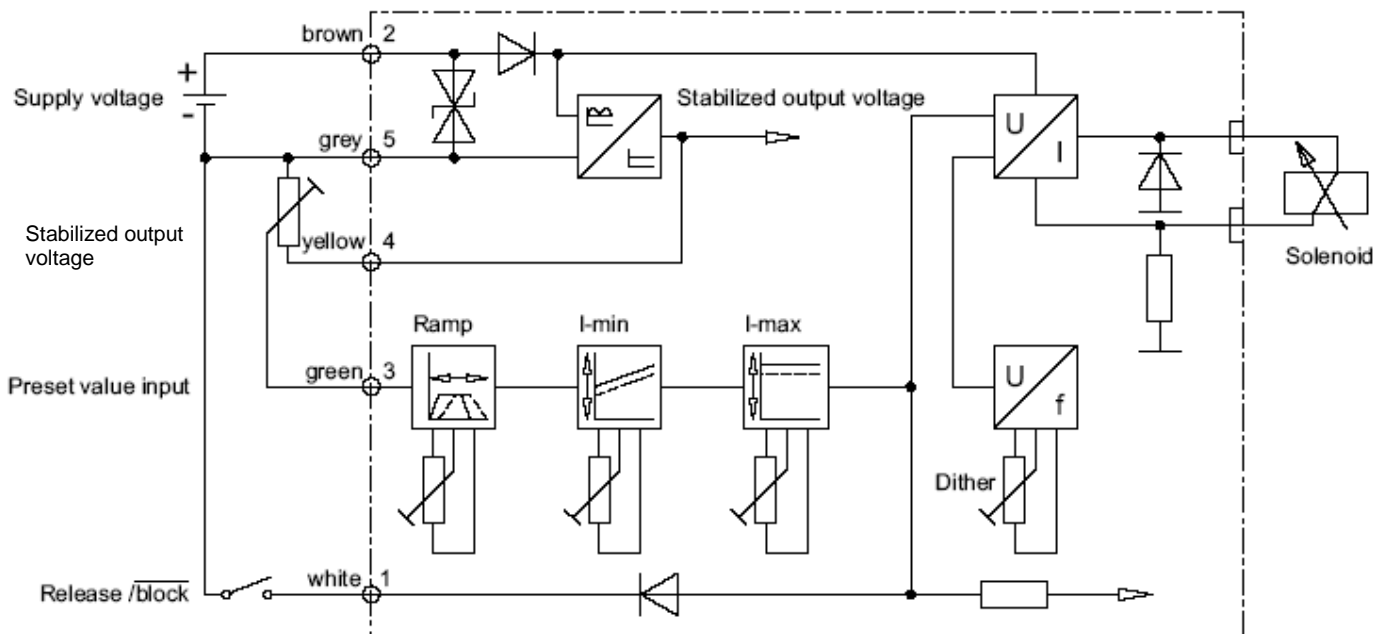 brown 2
+
Supply voltage
-
Stabilized output voltage
U
I
grey 5
Stabilized output
voltage
yellow 4
Solenoid
Ramp
I-min
I-max
Preset value input
green 3
U
f
Dither
Release /block
white 1